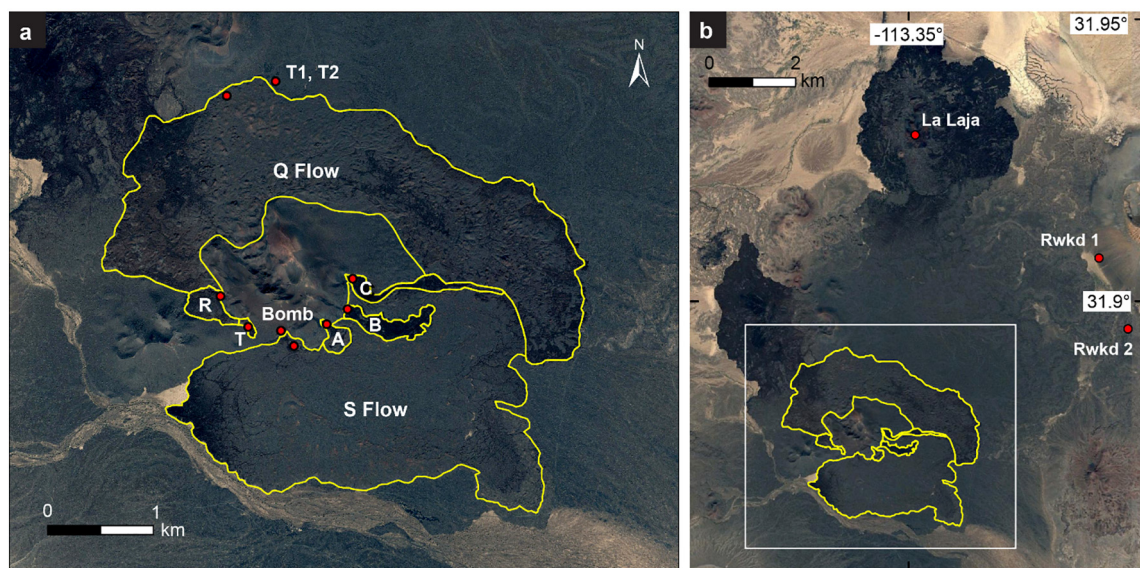 a
N
T1, T2
Q Flow
R
C
Bomb
T
A
B
S Flow
0 1
km
b
-113.35°
31.95°
0 2
km
La Laja
Rwkd 1
31.9°
Rwkd 2